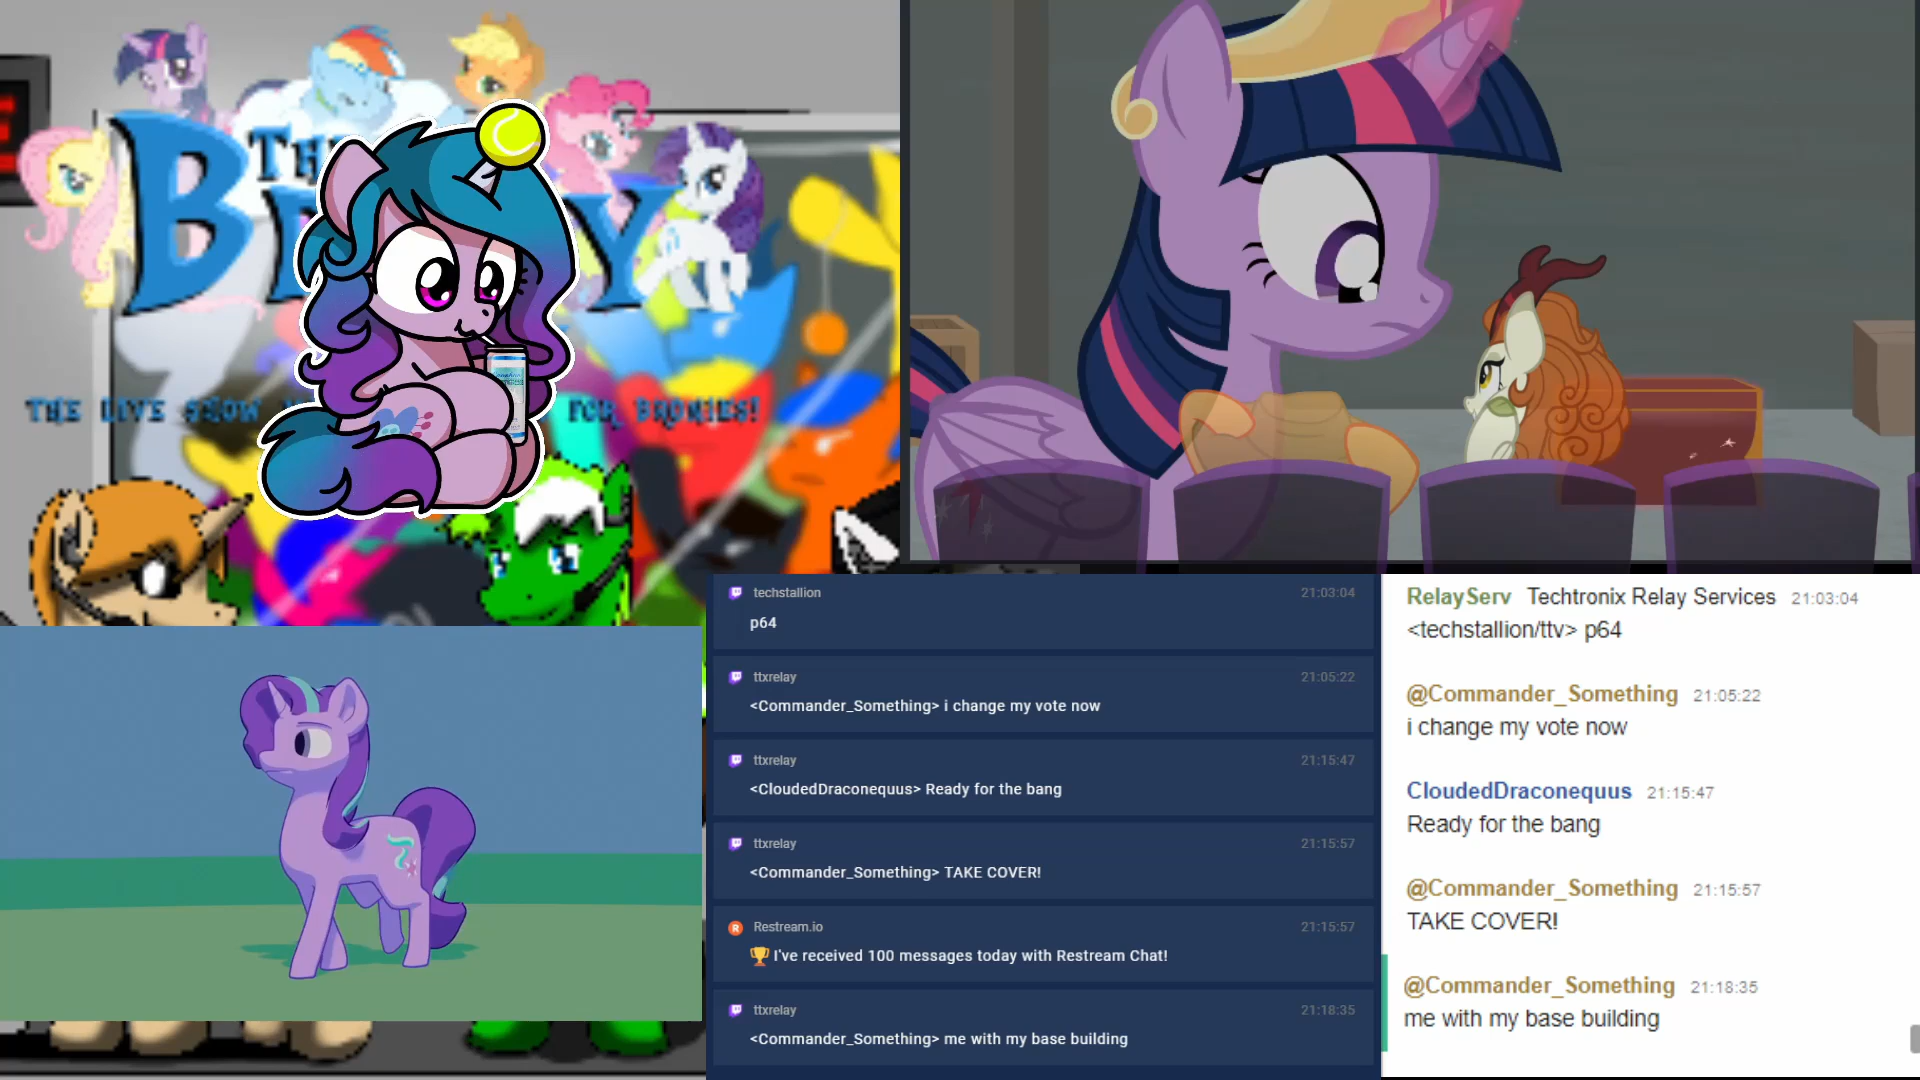 THE
THE LIVE SHOW
FOR BRONIES!
techstallion 21:03:04
p64
ttxrelay 21:05:22
<Commander_Something> i change my vote now
ttxrelay 21:15:47
<CloudedDraconequus> Ready for the bang
ttxrelay 21:15:57
<Commander_Something> TAKE COVER!
Restream.io 21:15:57
🏆 I've received 100 messages today with Restream Chat!
ttxrelay 21:18:35
<Commander_Something> me with my base building
RelayServ Techtronix Relay Services 21:03:04
<techstallion/ttv> p64
@Commander_Something 21:05:22
i change my vote now
CloudedDraconequus 21:15:47
Ready for the bang
@Commander_Something 21:15:57
TAKE COVER!
@Commander_Something 21:18:35
me with my base building